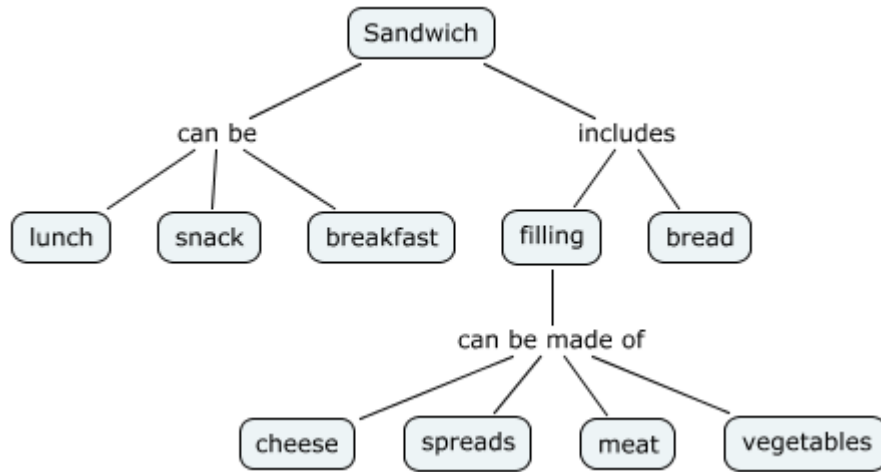 Sandwich
can be
includes
lunch
snack
breakfast
filling
bread
can be made of
cheese
spreads
meat
vegetables